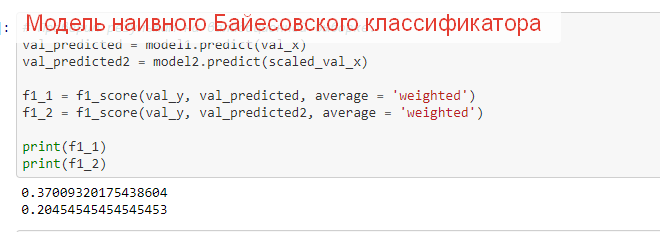 Модель наивного Байесовского классификатора
]:
val_predicted = model1.predict(val_x)
val_predicted2 = model2.predict(scaled_val_x)
f1_1 = f1_score(val_y, val_predicted, average = 'weighted')
f1_2 = f1_score(val_y, val_predicted2, average = 'weighted')
print(f1_1)
print(f1_2)
0.37009320175438604
0.20454545454545453